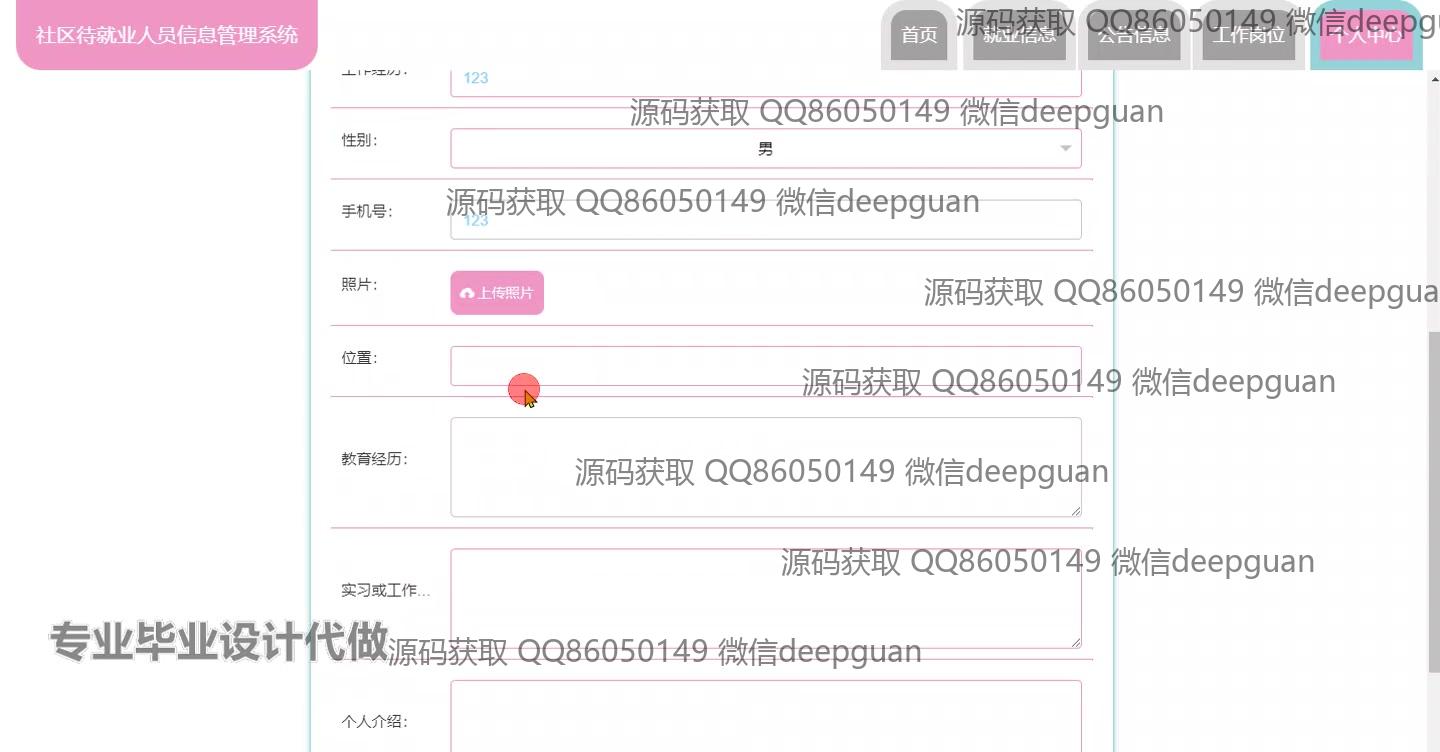 社区待就业人员信息管理系统
首页
就业信息
公告信息
工作岗位
个人中心
源码获取 QQ86050149 微信deepgu
工作经历：
123
源码获取 QQ86050149 微信deepguan
性别：
男
手机号：
123
源码获取 QQ86050149 微信deepguan
照片：
上传照片
源码获取 QQ86050149 微信deepgua
位置：
源码获取 QQ86050149 微信deepguan
教育经历：
源码获取 QQ86050149 微信deepguan
实习或工作...
源码获取 QQ86050149 微信deepguan
专业毕业设计代做
源码获取 QQ86050149 微信deepguan
个人介绍：